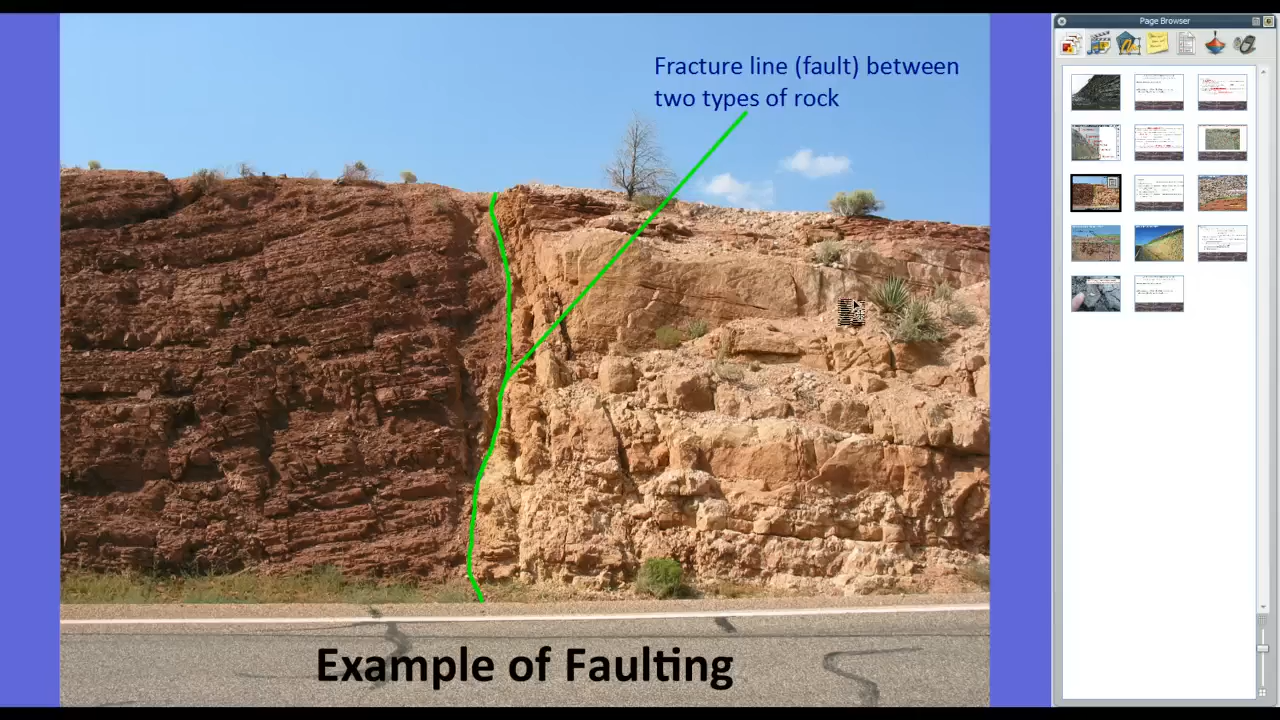 Page Browser
Fracture line (fault) between
two types of rock
Example of Faulting